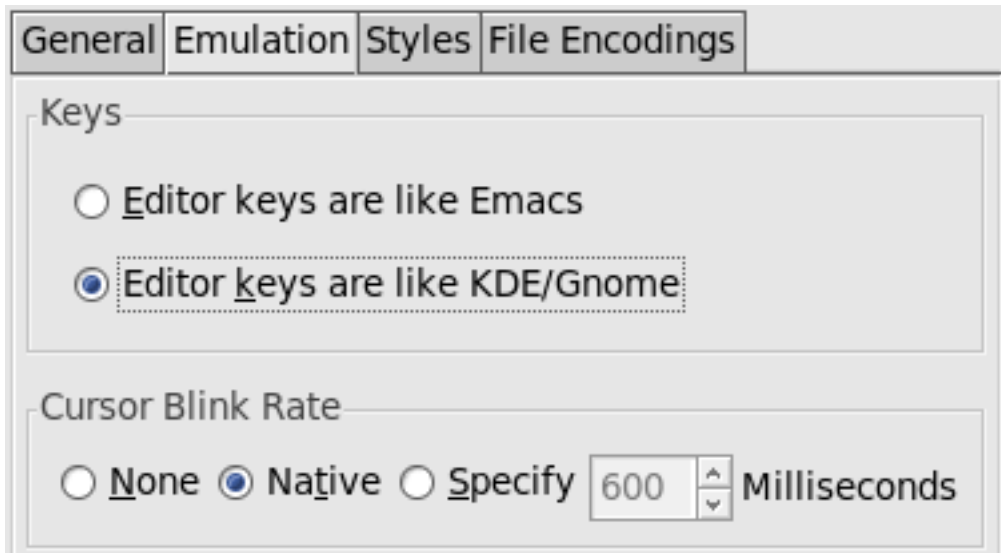 General Emulation Styles File Encodings
Keys
Editor keys are like Emacs
Editor keys are like KDE/Gnome
Cursor Blink Rate
None Native Specify 600 Milliseconds